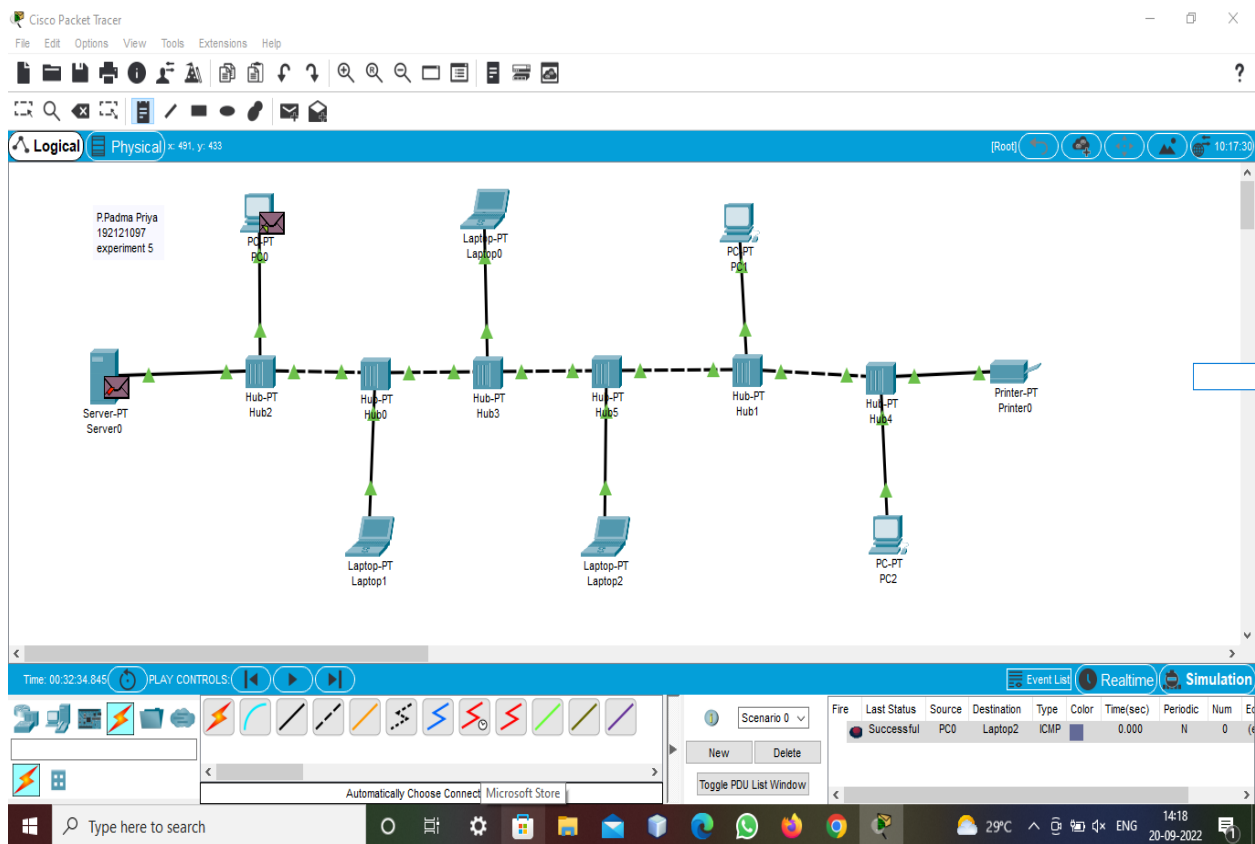 Cisco Packet Tracer
File Edit Options View Tools Extensions Help
?
Logical Physical x: 491, y: 433 [Root] 10:17:30
P.Padma Priya
192121097
experiment 5
PC-PT
PC0
Laptop-PT
Laptop0
PC-PT
PC1
Server-PT
Server0
Hub-PT
Hub2
Hub-PT
Hub0
Hub-PT
Hub3
Hub-PT
Hub5
Hub-PT
Hub1
Hub-PT
Hub4
Printer-PT
Printer0
Laptop-PT
Laptop1
Laptop-PT
Laptop2
PC-PT
PC2
Time: 00:32:34.845 PLAY CONTROLS: Event List Realtime Simulation
Scenario 0
New Delete
Toggle PDU List Window
Fire Last Status Source Destination Type Color Time(sec) Periodic Num Ed
Successful PC0 Laptop2 ICMP 0.000 N 0 (e
Automatically Choose Connect
Microsoft Store
Type here to search
29°C ENG
14:18
20-09-2022
1